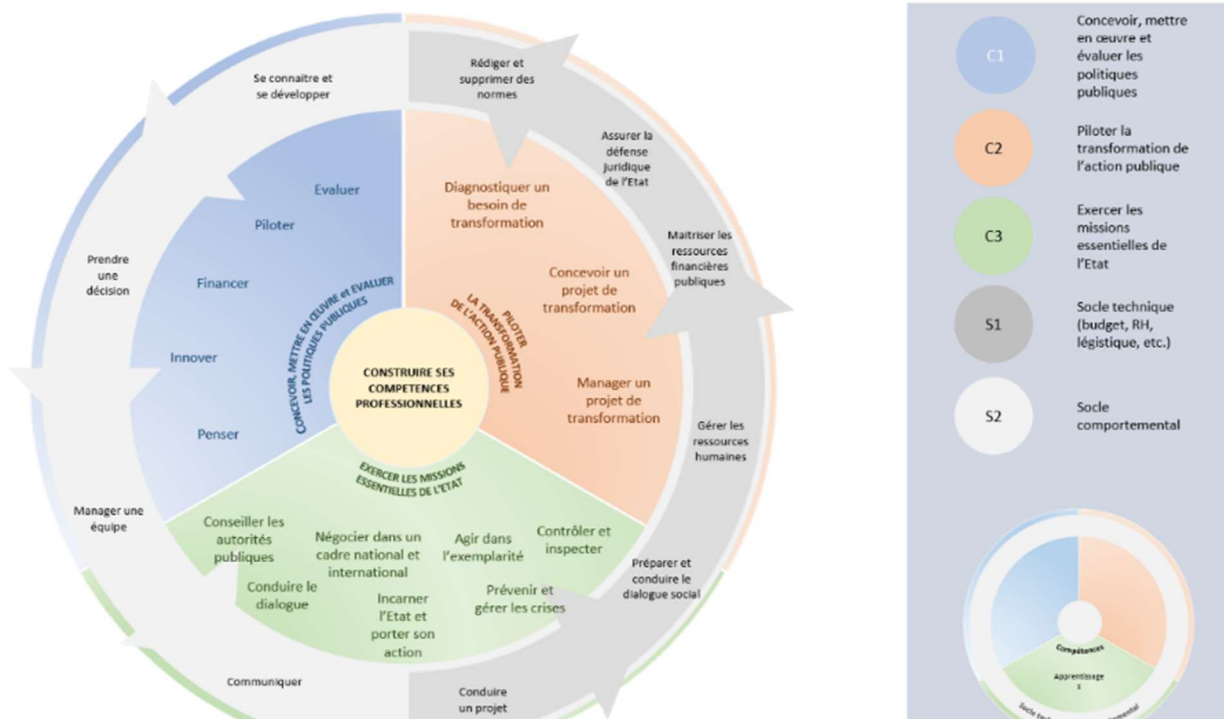 Se connaitre et
se développer
Rédiger et
supprimer des
normes
Assurer la
défense
juridique
de l'Etat
Maitriser les
ressources
financières
publiques
Gérer les
ressources
humaines
Préparer et
conduire le
dialogue social
Conduire
un projet
Communiquer
Manager une
équipe
Prendre
une
décision
Evaluer
Piloter
Financer
Innover
Penser
CONCEVOIR, METTRE EN ŒUVRE et EVALUER
LES POLITIQUES PUBLIQUES
Diagnostiquer un
besoin de
transformation
Concevoir un
projet de
transformation
Manager un
projet de
transformation
PILOTER
LA TRANSFORMATION
DE L'ACTION PUBLIQUE
CONSTRUIRE SES
COMPETENCES
PROFESSIONNELLES
EXERCER LES MISSIONS
ESSENTIELLES DE L'ETAT
Conseiller les
autorités
publiques
Négocier dans un
cadre national et
international
Agir dans
l'exemplarité
Contrôler et
inspecter
Conduire le
dialogue
Incarner
l'Etat et
porter son
action
Prévenir et
gérer les crises
C1
Concevoir, mettre
en œuvre et
évaluer les
politiques
publiques
C2
Piloter la
transformation de
l'action publique
C3
Exercer les
missions
essentielles de
l'Etat
S1
Socle technique
(budget, RH,
légistique, etc.)
S2
Socle
comportemental
Compétences
Apprentissage
s